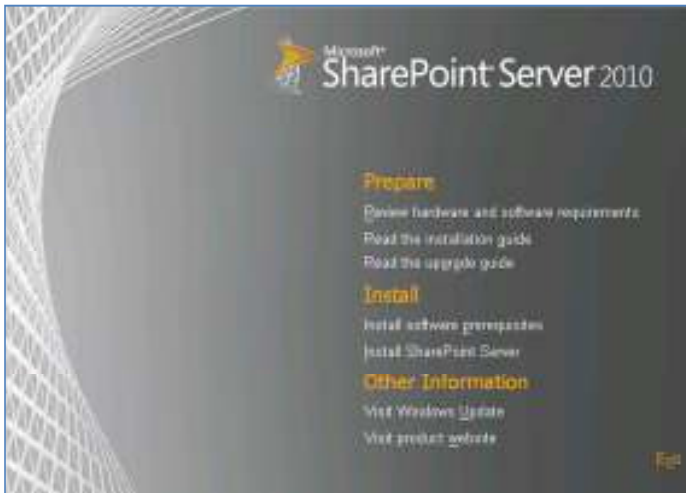 Microsoft
SharePoint Server 2010
Prepare
Review hardware and software requirements
Read the installation guide
Read the upgrade guide
Install
Install software prerequisites
Install SharePoint Server
Other Information
Visit Windows Update
Visit product website
Exit